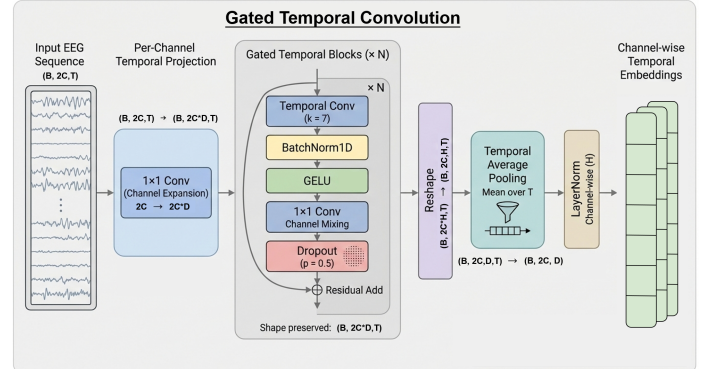 Gated Temporal Convolution
Input EEG
Sequence
(B, 2C,T)
Per-Channel
Temporal Projection
(B, 2C,T) → (B, 2C*D,T)
1×1 Conv
(Channel Expansion)
2C → 2C*D
Gated Temporal Blocks (× N)
× N
Temporal Conv
(k = 7)
BatchNorm1D
GELU
1×1 Conv
Channel Mixing
Dropout
(p = 0.5)
Residual Add
Shape preserved: (B, 2C*D,T)
Reshape
(B, 2C*H,T) → (B, 2C,H,T)
Temporal
Average
Pooling
Mean over T
(B, 2C,D,T) → (B, 2C, D)
LayerNorm
Channel-wise (H)
Channel-wise
Temporal
Embeddings